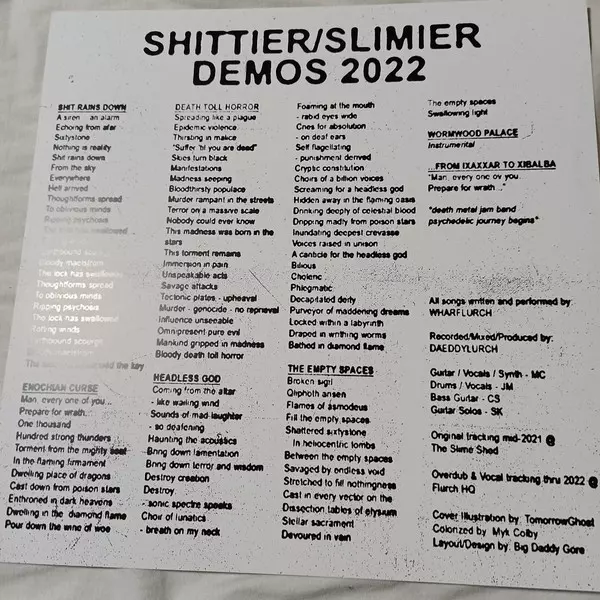 SHITTIER/SLIMIER
DEMOS 2022
SHIT RAINS DOWN
A siren an alarm
Echoing from afar
Sixtystone
Nothing is reality
Shit rains down
From the sky
Everywhere
Hell arrived
Thoughtforms spread
To oblivious minds
Ripping psychosis
The lock has swallowed
The lock has swallowed
Thoughtforms spread
To oblivious minds
Ripping psychosis
The lock has swallowed
winds
The swallowed the key
ENOCHIAN CURSE
Man, every one of you...
Prepare for wrath...
One thousand
Hundred strong thunders
Torment from the mighty seat
In the flaming firmament
Dwelling place of dragons
Cast down from poison stars
Enthroned in dark heavens
Dwelling in the diamond flame
Pour down the wine of woe
DEATH TOLL HORROR
Spreading like a plague
Epidemic violence
Thirsting in malice
"Suffer 'til you are dead"
Skies turn black
Manifestations
Madness seeping
Bloodthirsty populace
Murder rampant in the streets
Terror on a massive scale
Nobody could ever know
This madness was born in the
stars
This torment remains
Immersion in pain
Unspeakable acts
Savage attacks
Tectonic plates - upheaval
Murder - genocide - no reprieval
Influence unseeable
Omnipresent pure evil
Mankind gripped in madness
Bloody death toll horror
HEADLESS GOD
Coming from the altar
- like wailing wind
Sounds of mad laughter
- so deafening
Haunting the acoustics
Bring down lamentation
Bring down terror and wisdom
Destroy creation
Destroy
- sonic spectre speaks
Choir of lunatics
- breath on my neck
Foaming at the mouth
- rabid eyes wide
Cries for absolution
- on deaf ears
Self flagellating
- punishment derived
Cryptic constitution
Choirs of a billion voices
Screaming for a headless god
Hidden away in the flaming oasis
Drinking deeply of celestial blood
Dripping madly from poison stars
Inundating deepest crevasse
Voices raised in unison
A canticle for the headless god
Bilious
Choleric
Phlegmatic
Decapitated deity
Purveyor of maddening dreams
Locked within a labyrinth
Draped in writhing worms
Bathed in diamond flame
THE EMPTY SPACES
Broken sigil
Qliphoth ansen
Flames of asmodeus
Fill the empty spaces
Shattered sixtystone
In heliocentric tombs
Between the empty spaces
Savaged by endless void
Stretched to fill nothingness
Cast in every vector on the
Dissection tables of elysium
Stellar sacrament
Devoured in vain
The empty spaces
Swallowing light
WORMWOOD PALACE
Instrumental
...FROM IXAXXAR TO XIBALBA
"Man, every one ov you.
Prepare for wrath..."
*death metal jam band
psychedelic journey begins*
All songs written and performed by:
WHARFLURCH
Recorded/Mixed/Produced by:
DAEDDYLURCH
Guitar / Vocals / Synth - MC
Drums / Vocals - JM
Bass Guitar - CS
Guitar Solos - SK
Original tracking mid-2021 @
The Slime Shed
Overdub & Vocal tracking thru 2022 @
Flurch HQ
Cover Illustration by: TomorrowGhost
Colorized by: Myk Colby
Layout/Design by: Big Daddy Gore